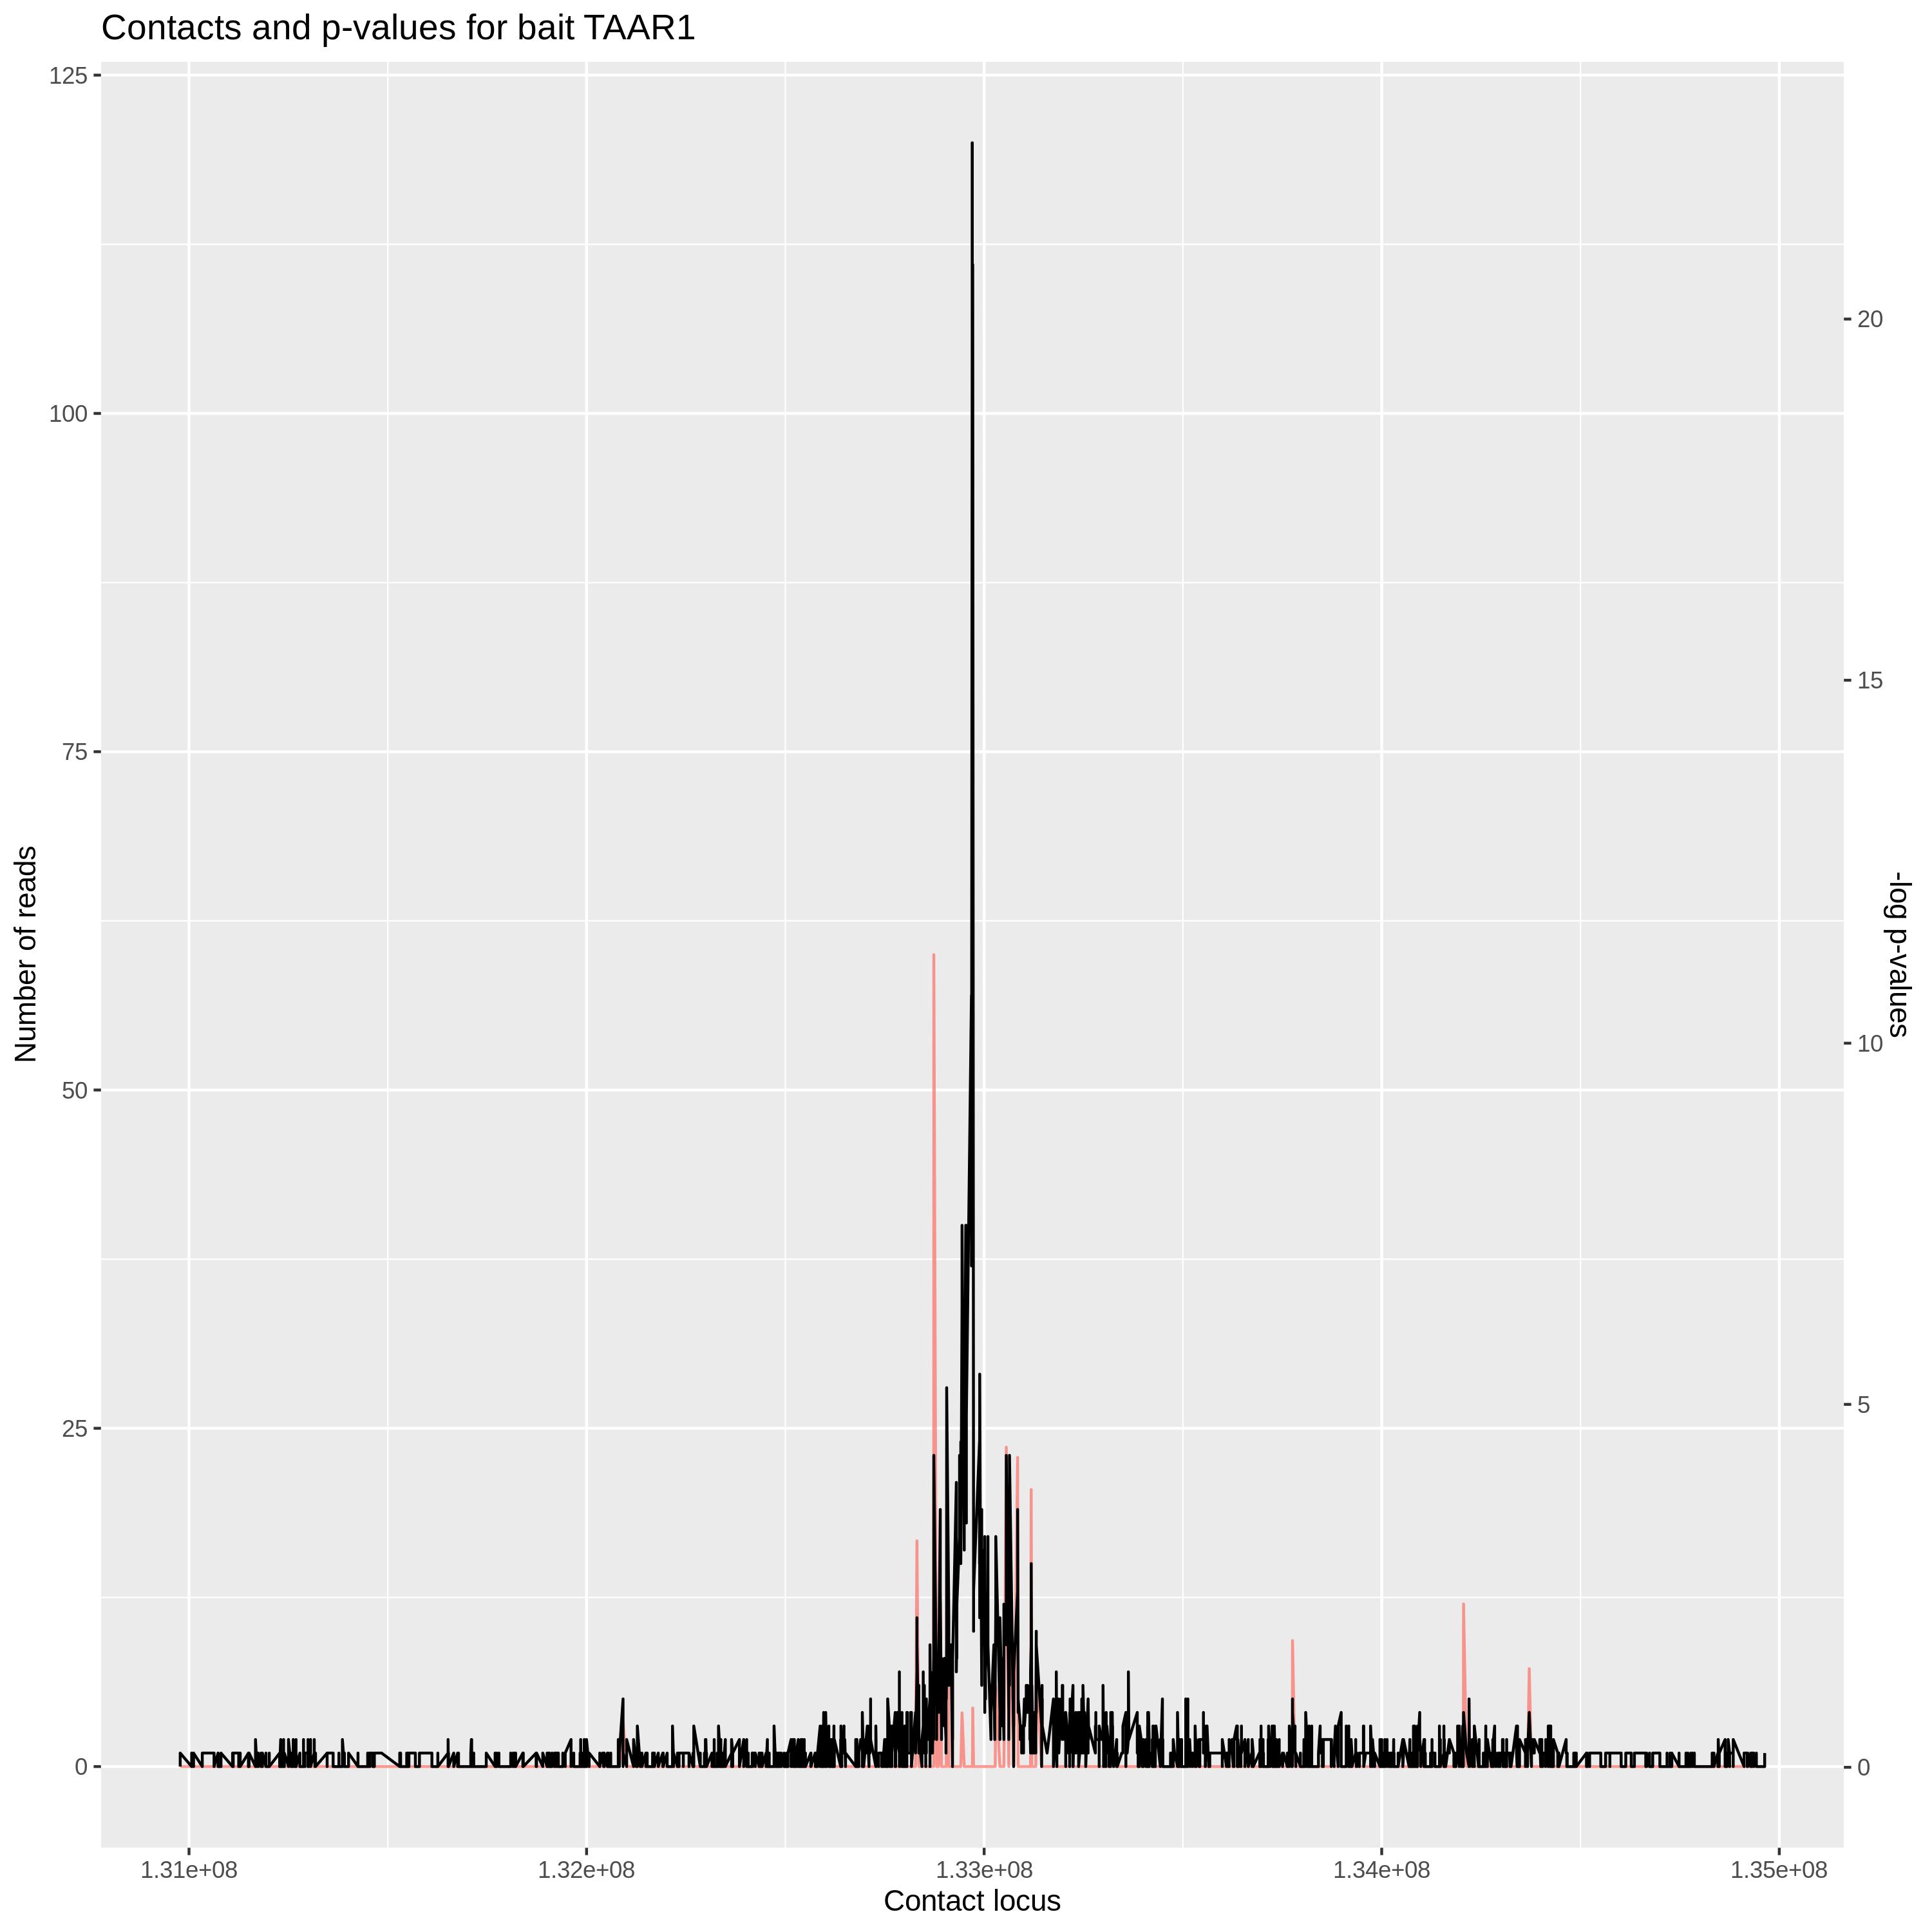 Contacts and p-values for bait TAAR1
125
100
75
50
25
0
Number of reads
20
15
10
5
0
-log p-values
1.31e+08 1.32e+08 1.33e+08 1.34e+08 1.35e+08
Contact locus